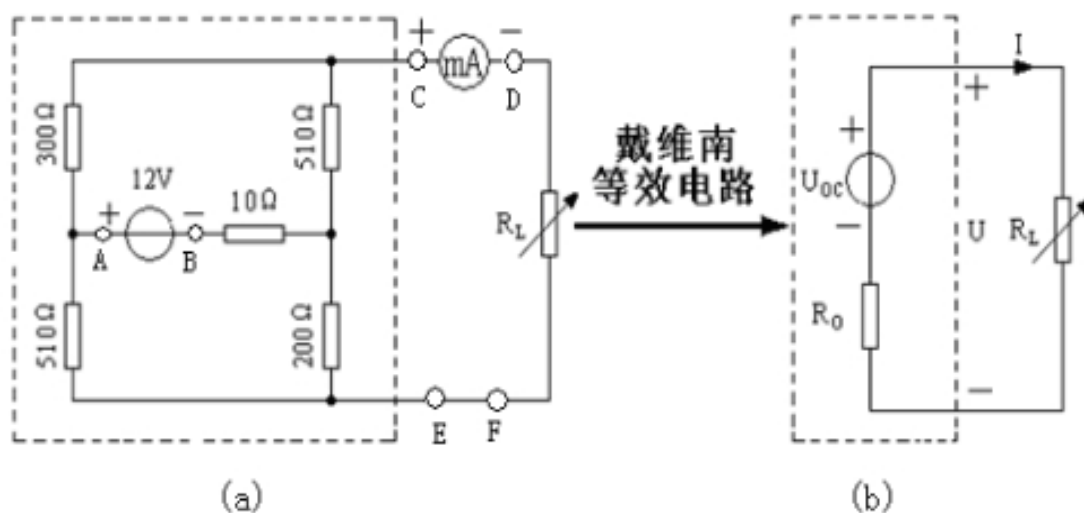 + mA −
C D
300Ω
510Ω
12V
+ −
10Ω
A B
510Ω
200Ω
R_L
E F
(a)
戴维南
等效电路
I
+
+
U_OC
−
U
R_L
R_0
−
(b)